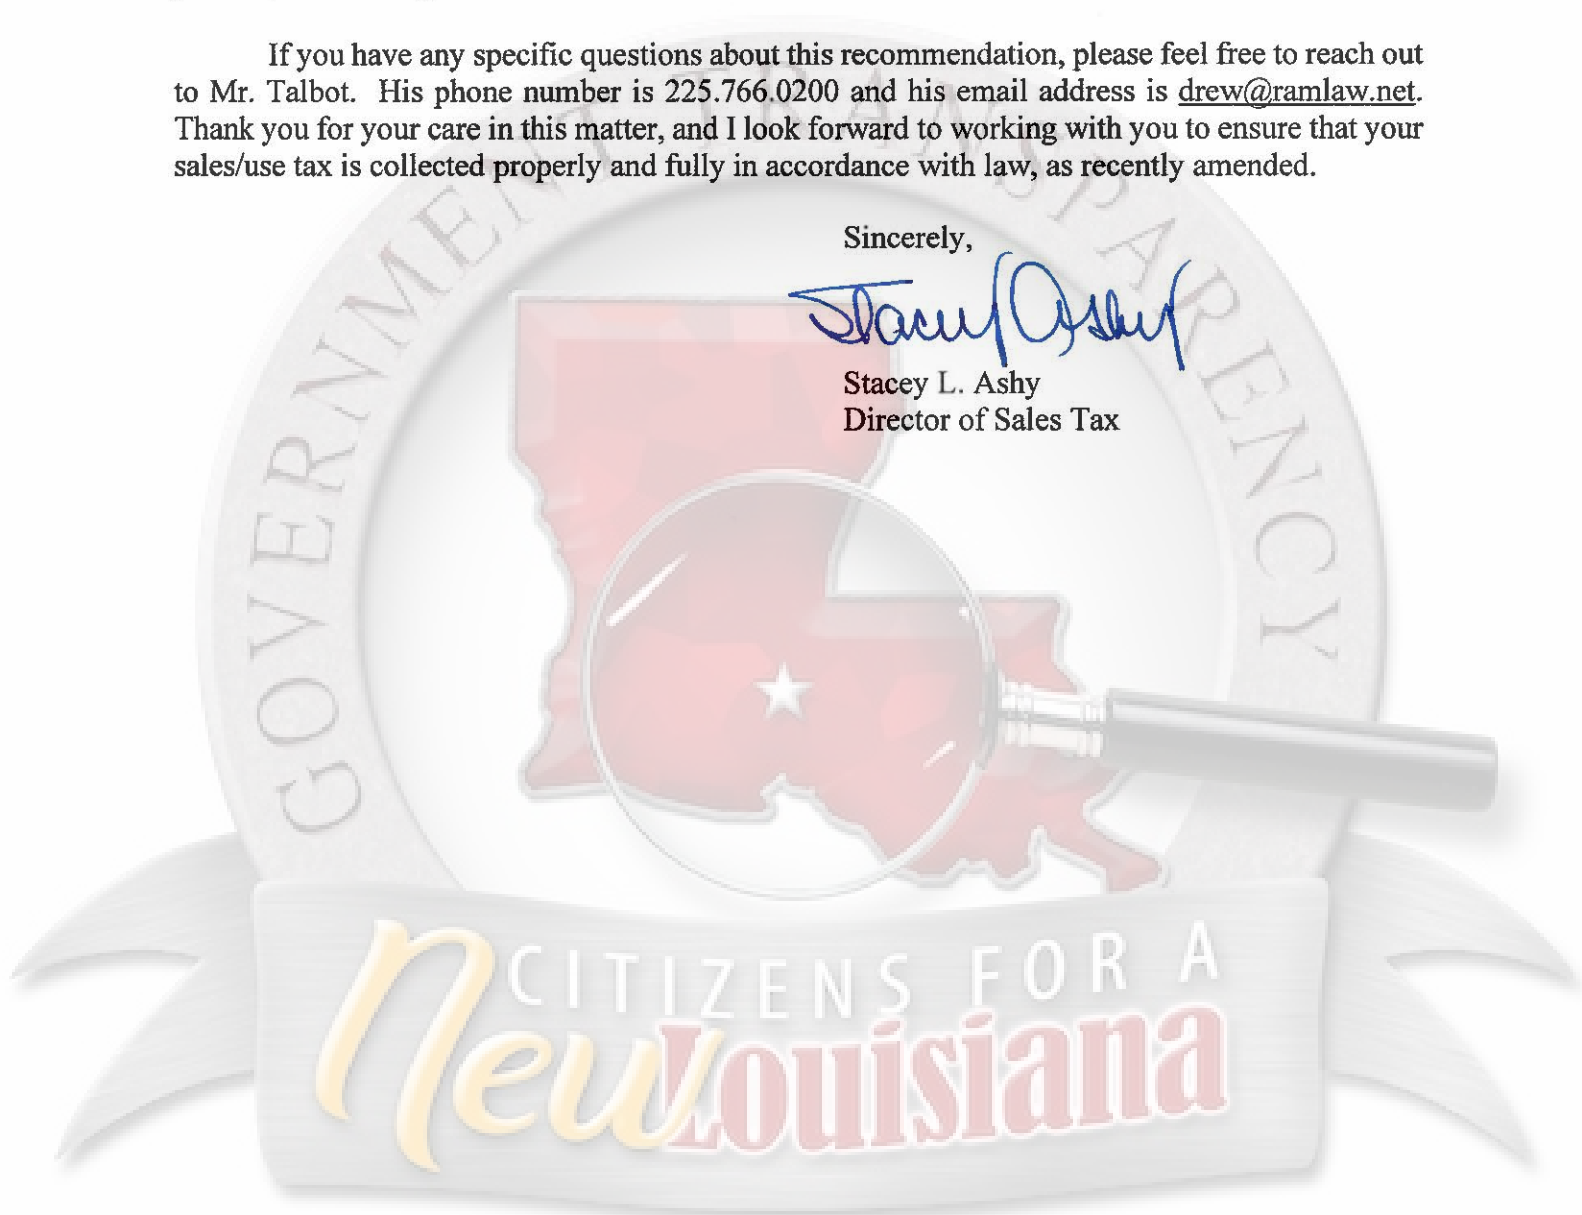 If you have any specific questions about this recommendation, please feel free to reach out
to Mr. Talbot. His phone number is 225.766.0200 and his email address is drew@ramlaw.net.
Thank you for your care in this matter, and I look forward to working with you to ensure that your
sales/use tax is collected properly and fully in accordance with law, as recently amended.
Sincerely,
Stacey Ashy
Stacey L. Ashy
Director of Sales Tax
GOVERNMENT TRANSPARENCY
CITIZENS FOR A
New Louisiana